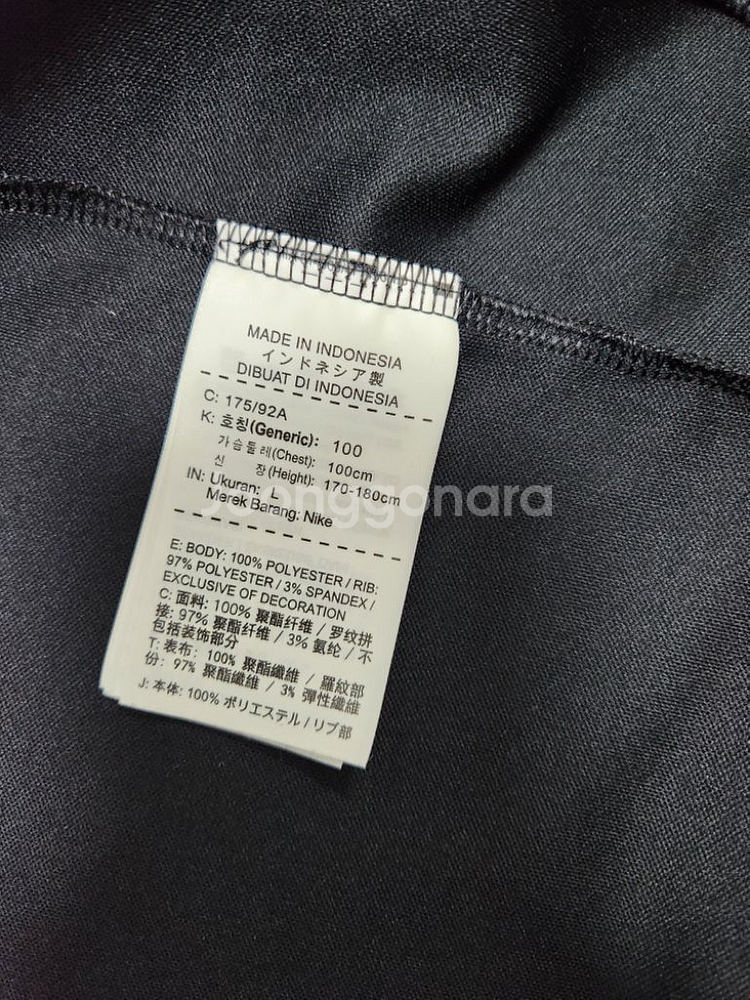 MADE IN INDONESIA
インドネシア製
DIBUAT DI INDONESIA
C: 175/92A
K: 호칭(Generic): 100
가슴둘레(Chest): 100cm
신 장(Height): 170-180cm
IN: Ukuran: L
Merek Barang: Nike
Joonggonara
E: BODY: 100% POLYESTER / RIB:
97% POLYESTER / 3% SPANDEX /
EXCLUSIVE OF DECORATION
C: 面料: 100% 聚酯纤维 / 罗纹拼
接: 97% 聚酯纤维 / 3% 氨纶 / 不
包括装饰部分
T: 表布: 100% 聚酯纖維 / 羅紋部
份: 97% 聚酯纖維 / 3% 彈性纖維
J: 本体: 100% ポリエステル / リブ部